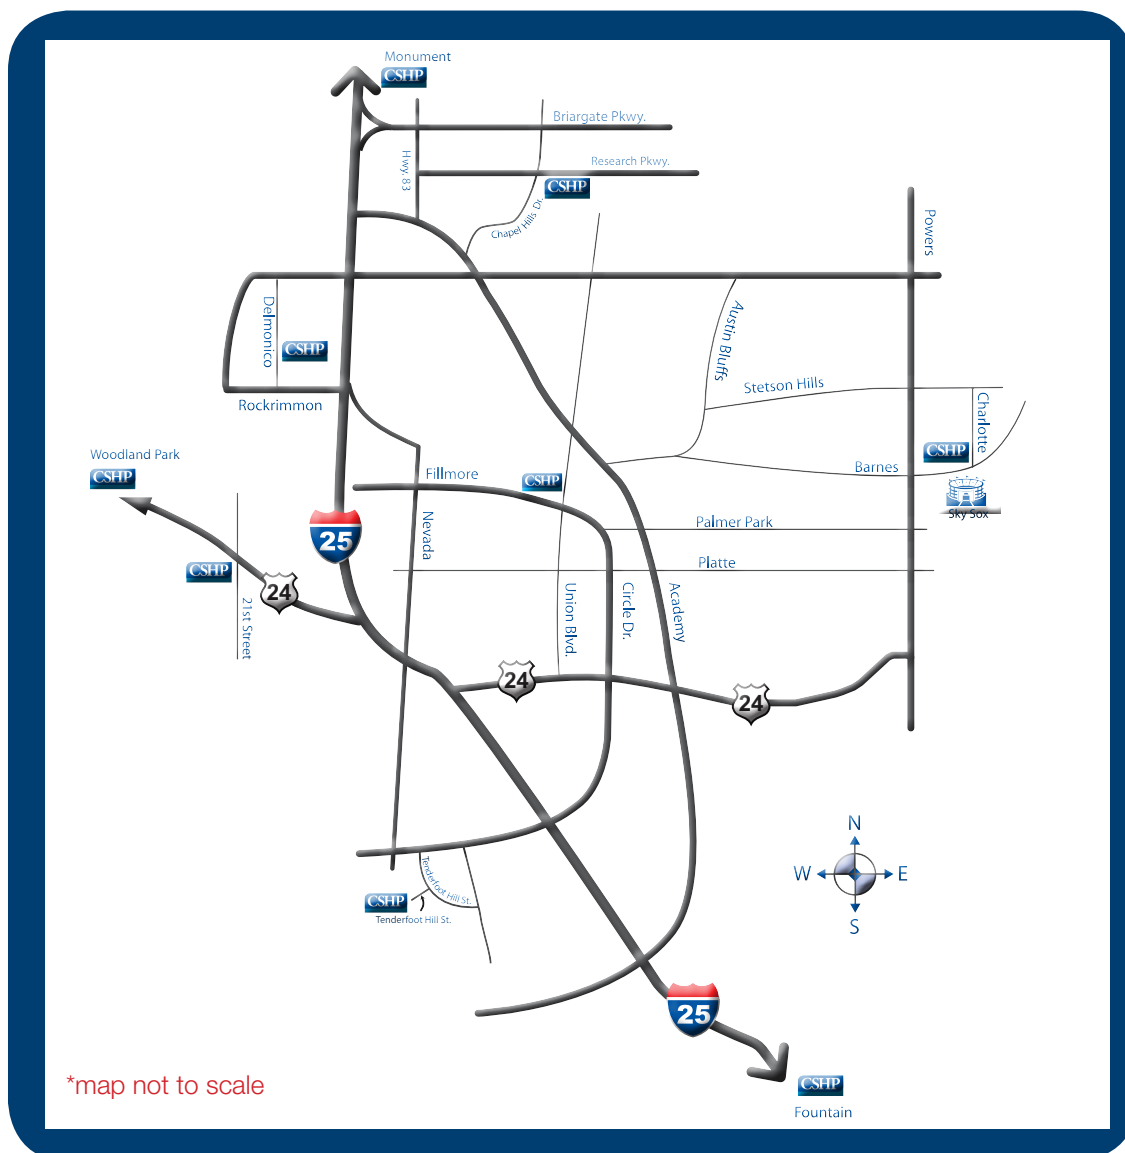 Monument
CSHP
Briargate Pkwy.
Hwy. 83
Research Pkwy.
CSHP
Chapel Hills Dr.
Powers
Delmonico
Austin Bluffs
CSHP
Stetson Hills
Rockrimmon
Charlotte
Woodland Park
CSHP
Fillmore
CSHP
Barnes
CSHP
Sky Sox
25
Nevada
Palmer Park
Platte
CSHP
24
21st Street
Union Blvd.
Circle Dr.
Academy
24
24
N
W
E
S
Tenderfoot Hill St.
CSHP
Tenderfoot Hill St.
25
*map not to scale
CSHP
Fountain